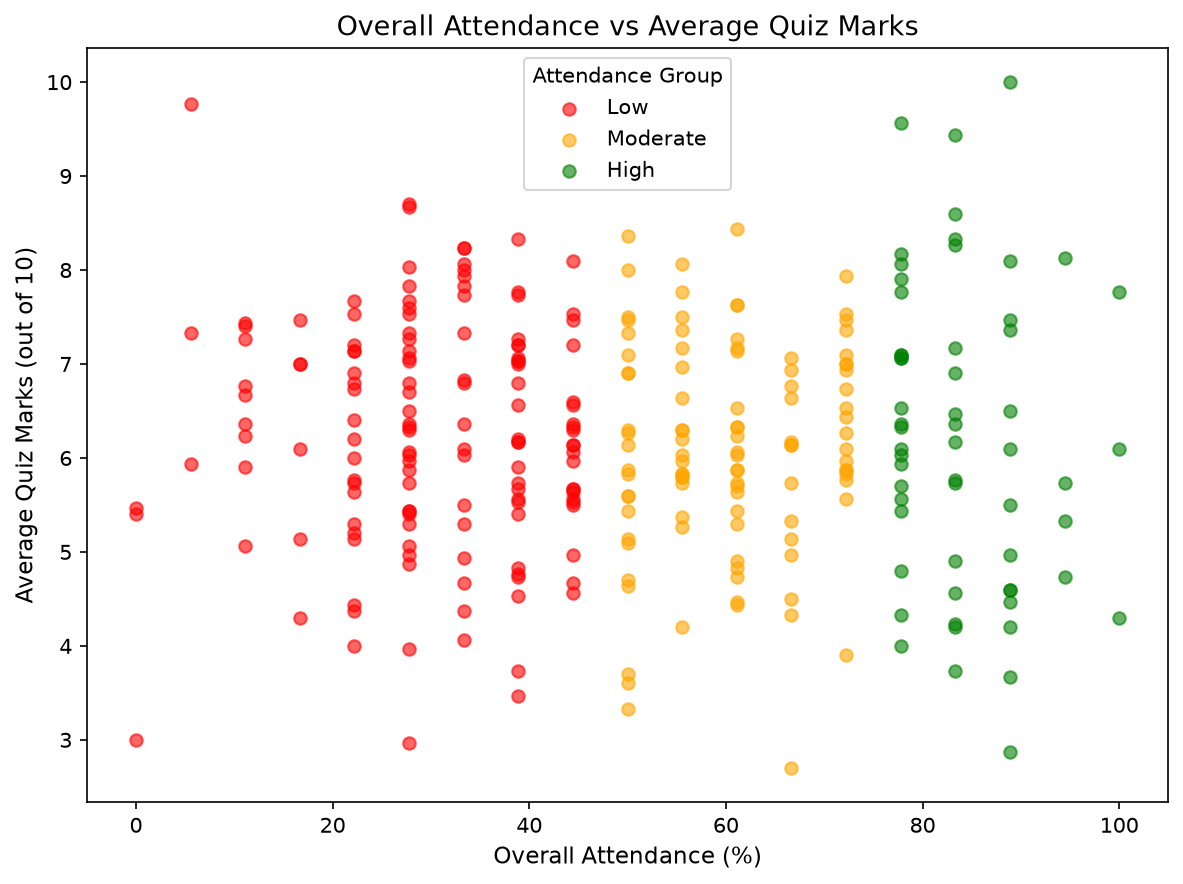 Overall Attendance vs Average Quiz Marks
Attendance Group
Low
Moderate
High
Average Quiz Marks (out of 10)
10
9
8
7
6
5
4
3
0 20 40 60 80 100
Overall Attendance (%)